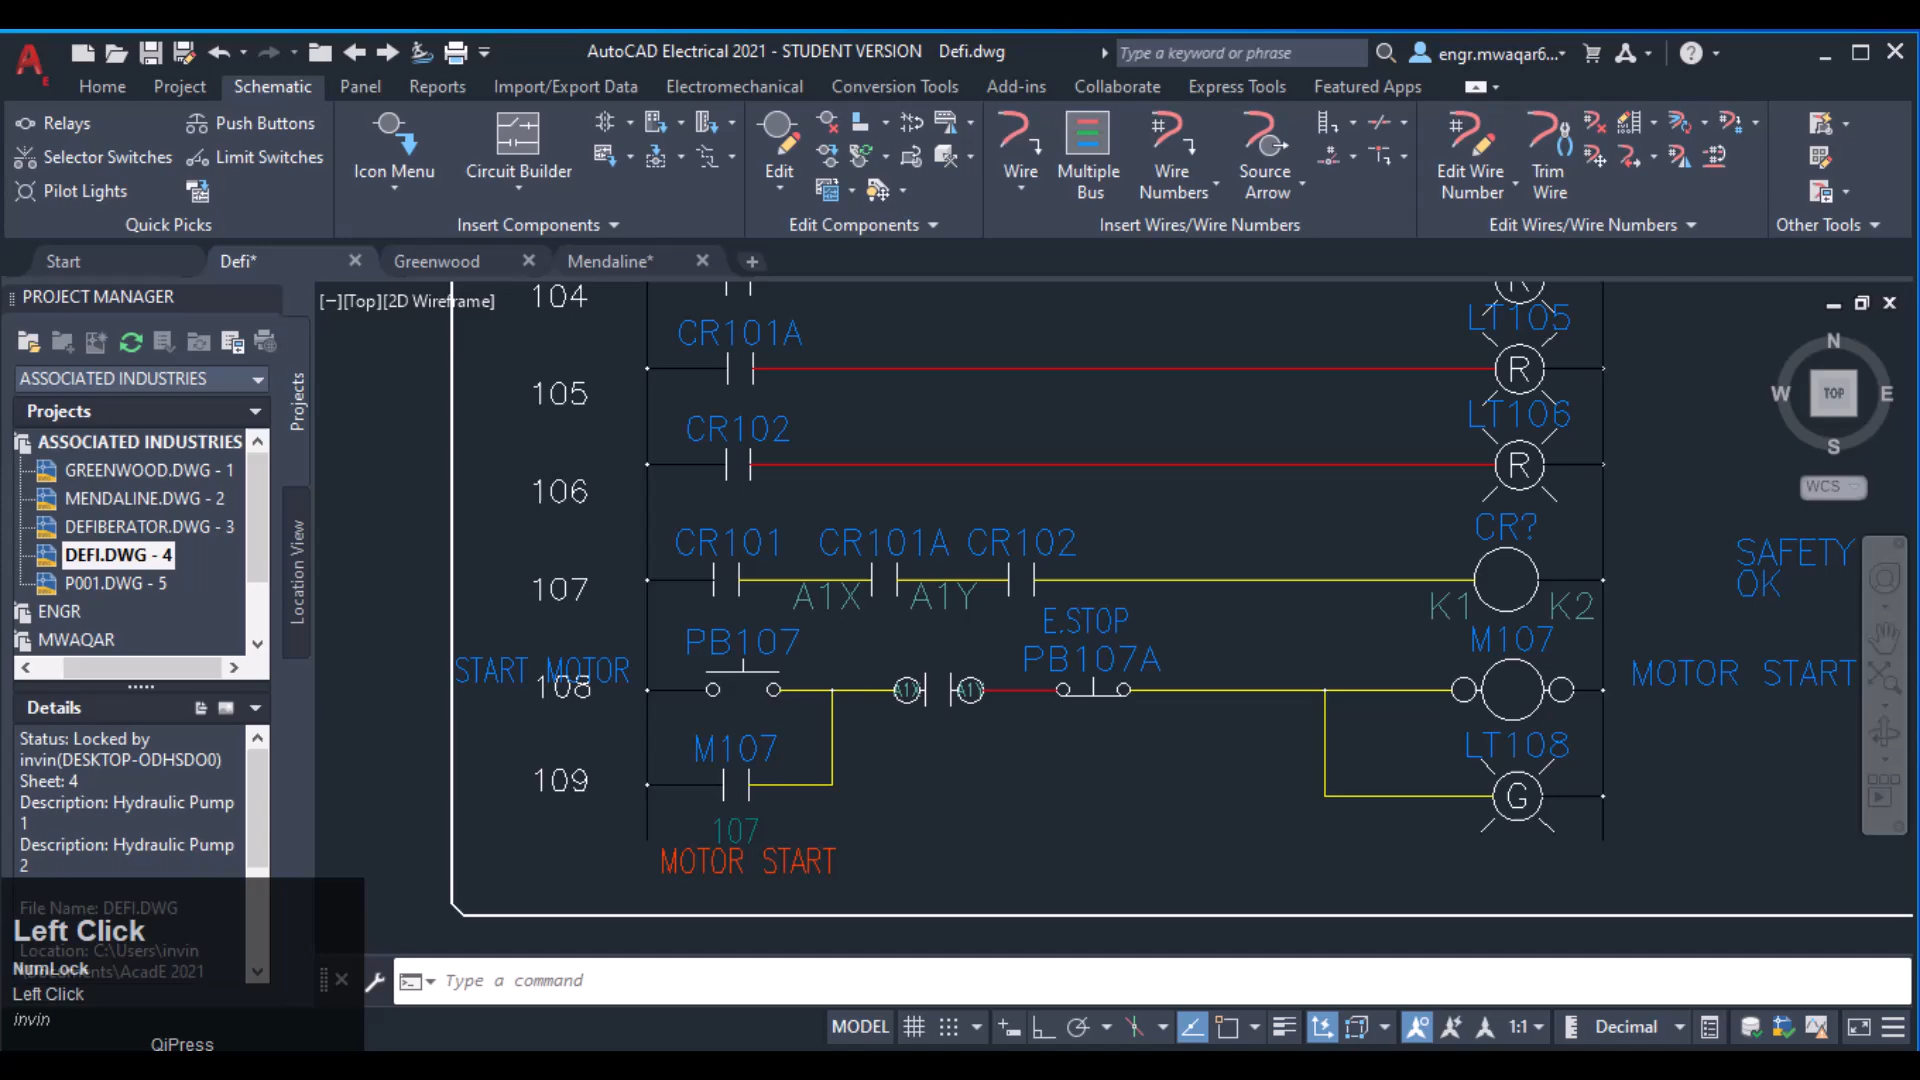 AutoCAD Electrical 2021 - STUDENT VERSION Defi.dwg
Type a keyword or phrase
engr.mwaqar6...
Home Project Schematic Panel Reports Import/Export Data Electromechanical Conversion Tools Add-ins Collaborate Express Tools Featured Apps
Relays
Push Buttons
Selector Switches
Limit Switches
Pilot Lights
Quick Picks
Icon Menu
Circuit Builder
Insert Components
Edit
Edit Components
Wire
Multiple
Bus
Wire
Numbers
Source
Arrow
Insert Wires/Wire Numbers
Edit Wire
Number
Trim
Wire
Edit Wires/Wire Numbers
Other Tools
Start
Defi*
Greenwood
Mendaline*
PROJECT MANAGER
ASSOCIATED INDUSTRIES
Projects
ASSOCIATED INDUSTRIES
GREENWOOD.DWG - 1
MENDALINE.DWG - 2
DEFIBERATOR.DWG - 3
DEFI.DWG - 4
P001.DWG - 5
ENGR
MWAQAR
Projects
Location View
Details
Status: Locked by
invin(DESKTOP-ODHSDO0)
Sheet: 4
Description: Hydraulic Pump
1
Description: Hydraulic Pump
2
File Name: DEFI.DWG
Location: C:\Users\invin
\Documents\AcadE 2021
Left Click
NumLock
Left Click
invin
QiPress
[−][Top][2D Wireframe]
104
R
CR101A
LT105
105
R
CR102
LT106
106
R
CR101 CR101A CR102
CR?
107
A1X A1Y
K1 K2
SAFETY
OK
E.STOP
PB107
PB107A
M107
START MOTOR
108
MOTOR START
M107
LT108
109
G
107
MOTOR START
N
W
TOP
E
S
WCS
Type a command
MODEL
1:1
Decimal